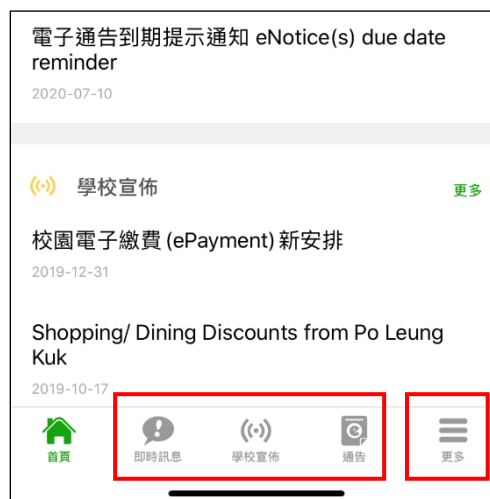 電子通告到期提示通知 eNotice(s) due date
reminder
2020-07-10
學校宣佈
更多
校園電子繳費 (ePayment) 新安排
2019-12-31
Shopping/ Dining Discounts from Po Leung
Kuk
2019-10-17
首頁 即時訊息 學校宣佈 通告 更多